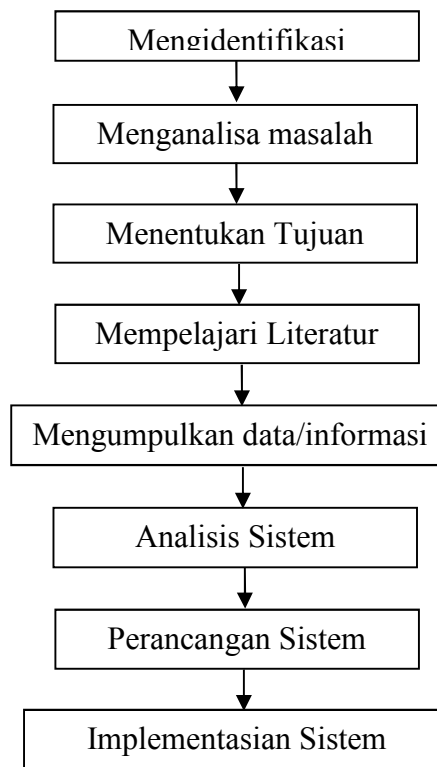 Mengidentifikasi
Menganalisa masalah
Menentukan Tujuan
Mempelajari Literatur
Mengumpulkan data/informasi
Analisis Sistem
Perancangan Sistem
Implementasian Sistem